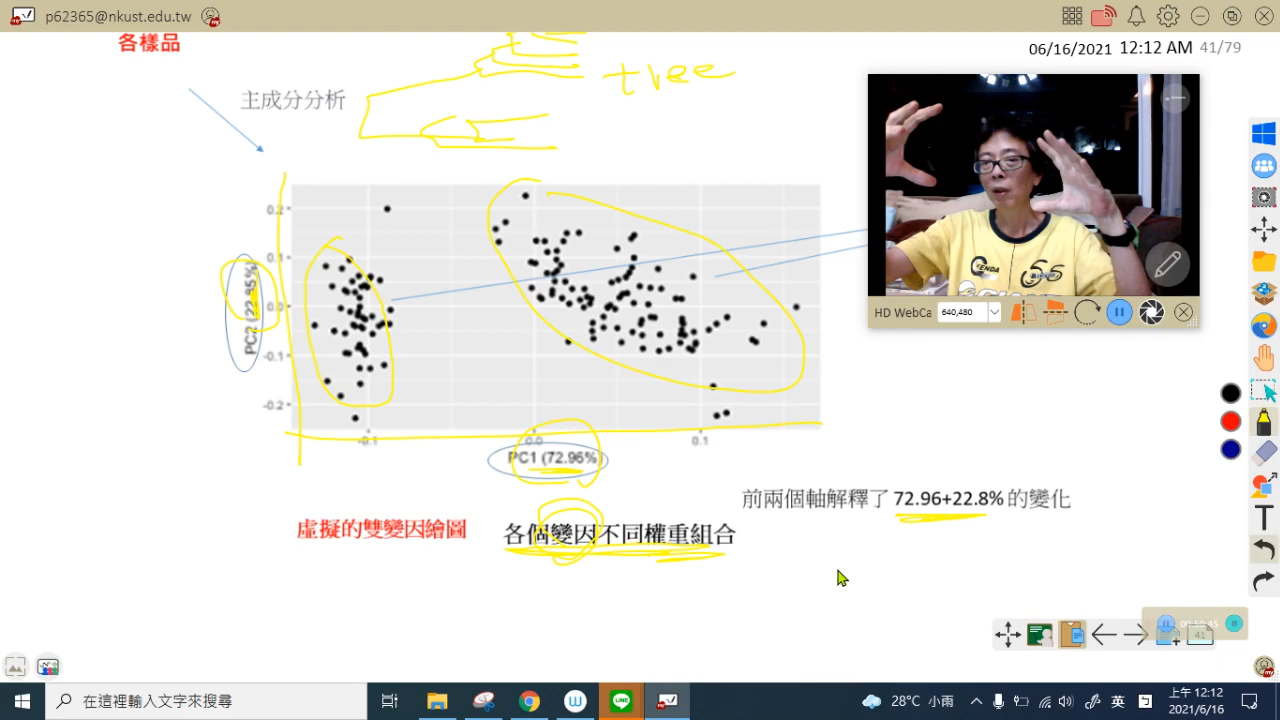 p62365@nkust.edu.tw
06/16/2021 12:12 AM 41/79
各樣品
tree
主成分分析
0.2
0.1
0.0
-0.1
-0.2
-0.1 0.0 0.1
PC1 (72.96%
HD WebCa 640,480
前兩個軸解釋了 72.96+22.8% 的變化
虛擬的雙變因繪圖
各個變因不同權重組合
41
在這裡輸入文字來搜尋
28°C 小雨
英
上午 12:12
2021/6/16